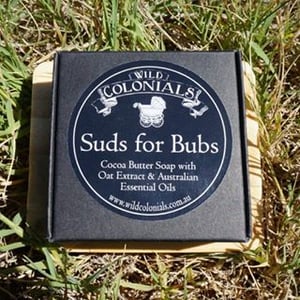 WILD
COLONIALS
Suds for Bubs
Cocoa Butter Soap with
Oat Extract & Australian
Essential Oils
www.wildcolonials.com.au